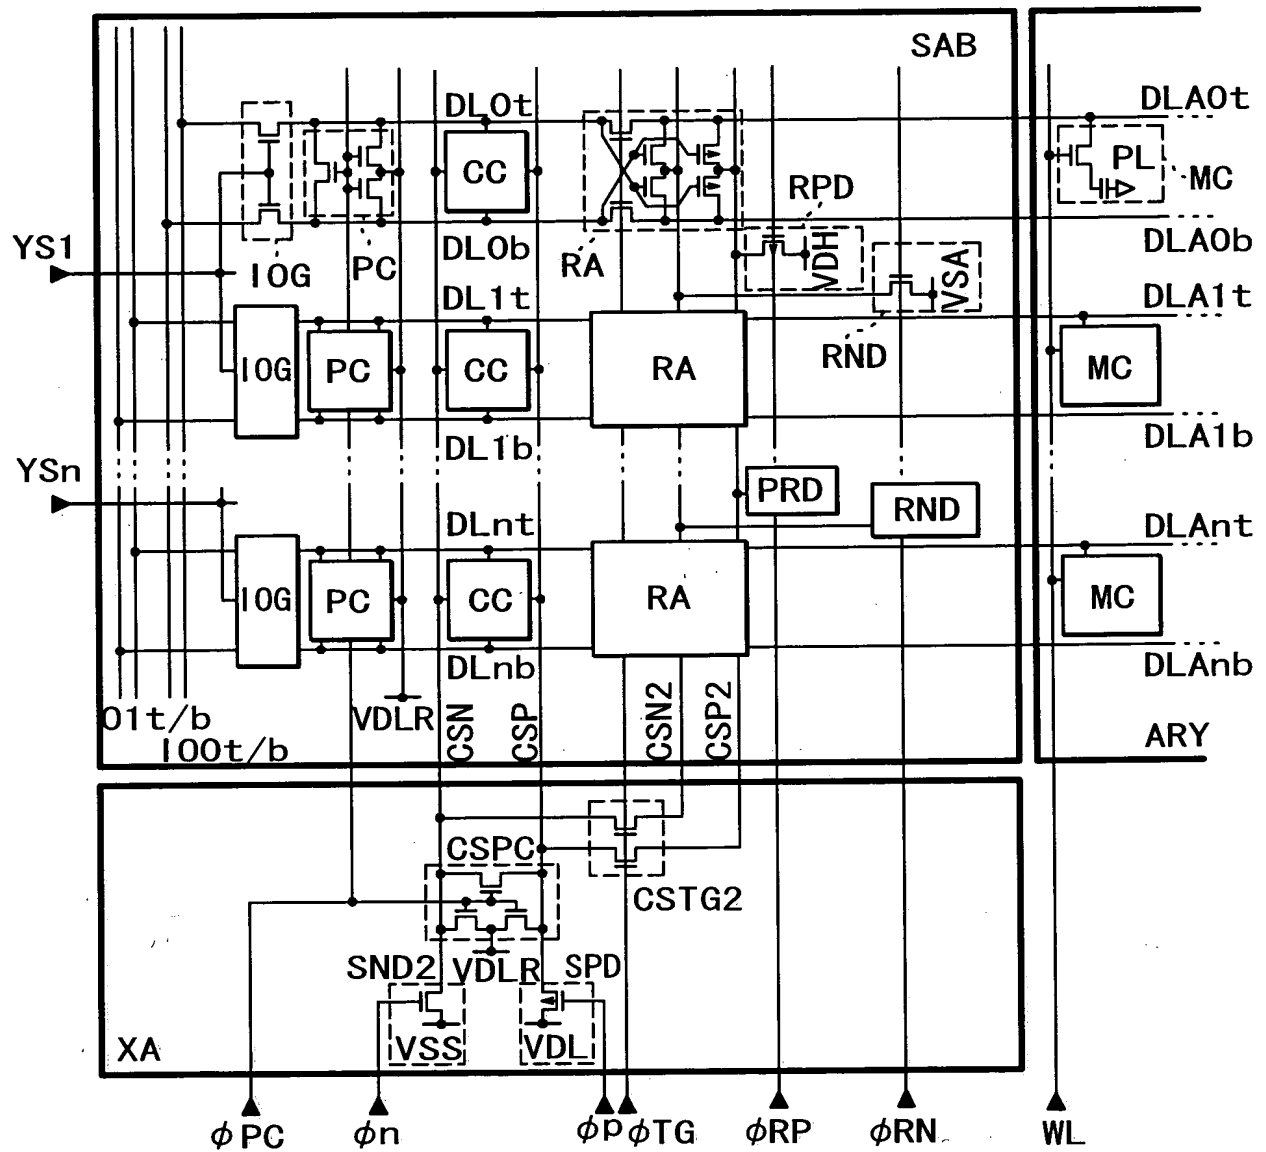 SAB
DL0t
DLA0t
CC
PL
MC
RPD
YS1
IOG
PC
DL0b
RA
VDH
VSA
DLA0b
DL1t
DLA1t
IOG
PC
CC
RA
RND
MC
DL1b
DLA1b
YSn
PRD
RND
DLnt
DLAnt
IOG
PC
CC
RA
MC
DLnb
DLAnb
01t/b
VDLR
CSN
CSP
CSN2
CSP2
IO0t/b
ARY
CSPC
CSTG2
SND2
VDLR
SPD
XA
VSS
VDL
φPC
φn
φp
φTG
φRP
φRN
WL